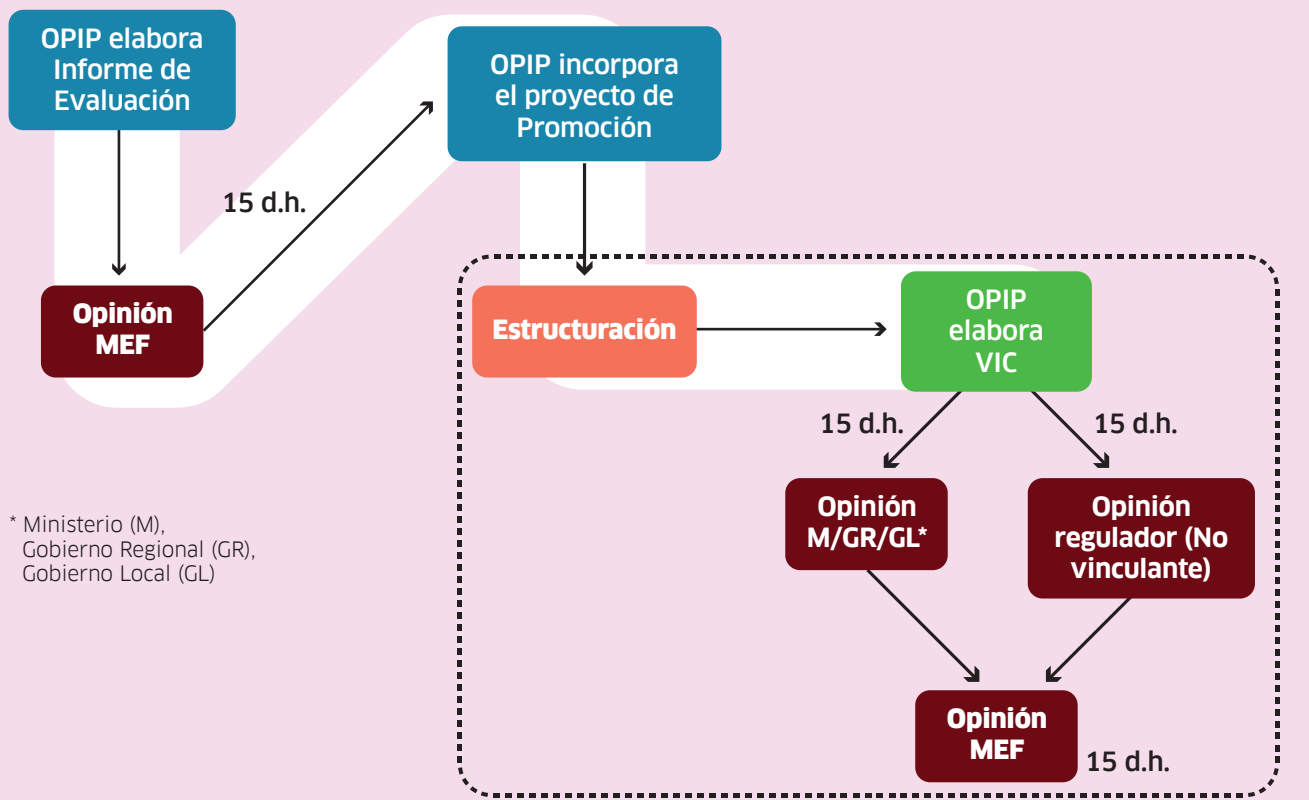 OPIP elabora
Informe de
Evaluación
OPIP incorpora
el proyecto de
Promoción
15 d.h.
Opinión
MEF
Estructuración
OPIP
elabora
VIC
15 d.h.
15 d.h.
Opinión
M/GR/GL*
Opinión
regulador (No
vinculante)
* Ministerio (M),
Gobierno Regional (GR),
Gobierno Local (GL)
Opinión
MEF
15 d.h.